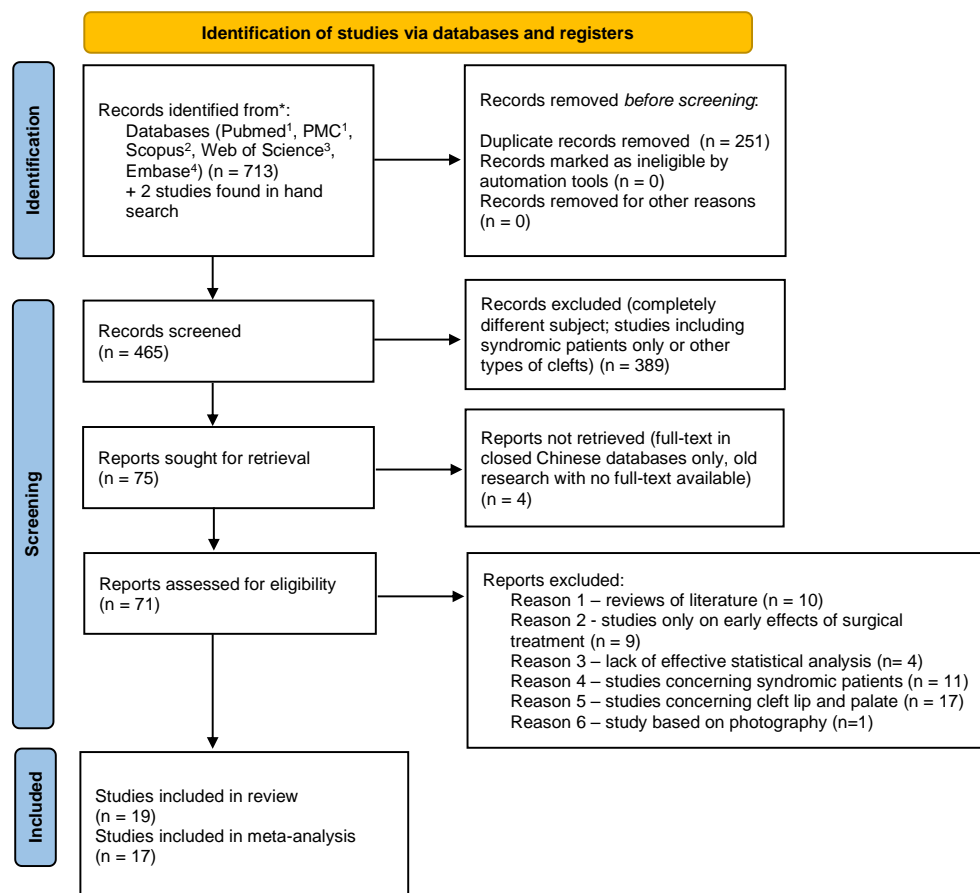 Identification of studies via databases and registers
Identification
Records identified from*:
Databases (Pubmed¹, PMC¹,
Scopus², Web of Science³,
Embase⁴) (n = 713)
+ 2 studies found in hand
search
Records removed before screening:
Duplicate records removed (n = 251)
Records marked as ineligible by
automation tools (n = 0)
Records removed for other reasons
(n = 0)
Screening
Records screened
(n = 465)
Records excluded (completely
different subject; studies including
syndromic patients only or other
types of clefts) (n = 389)
Reports sought for retrieval
(n = 75)
Reports not retrieved (full-text in
closed Chinese databases only, old
research with no full-text available)
(n = 4)
Reports assessed for eligibility
(n = 71)
Reports excluded:
Reason 1 – reviews of literature (n = 10)
Reason 2 - studies only on early effects of surgical
treatment (n = 9)
Reason 3 – lack of effective statistical analysis (n= 4)
Reason 4 – studies concerning syndromic patients (n = 11)
Reason 5 – studies concerning cleft lip and palate (n = 17)
Reason 6 – study based on photography (n=1)
Included
Studies included in review
(n = 19)
Studies included in meta-analysis
(n = 17)